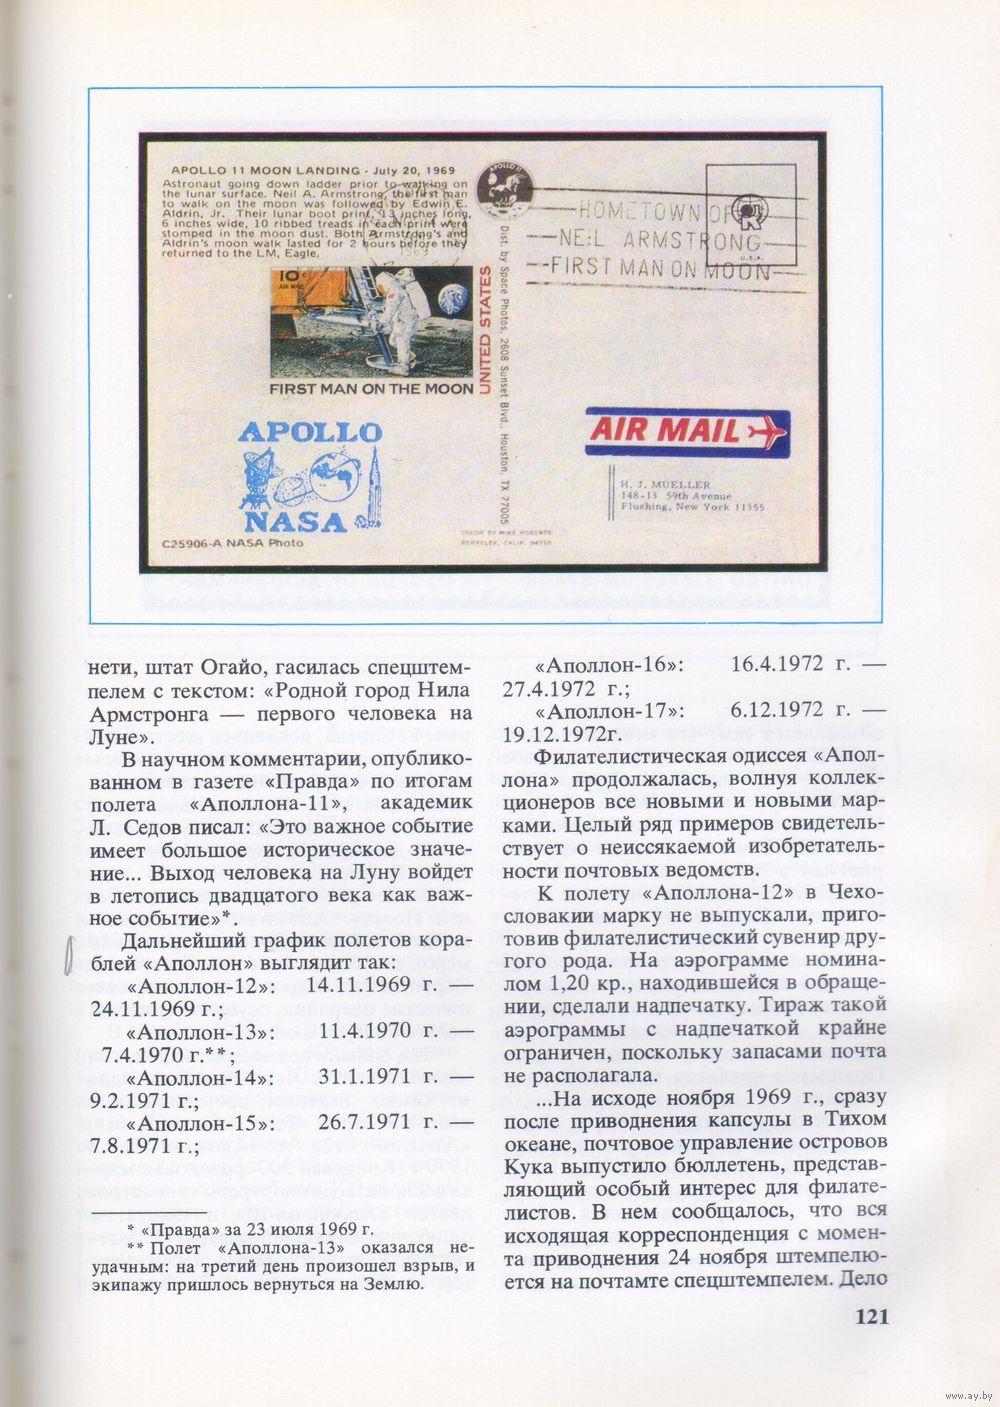 APOLLO 11 MOON LANDING - July 20, 1969
Astronaut going down ladder prior to walking on
the lunar surface. Neil A. Armstrong, the first man
to walk on the moon was followed by Edwin E.
Aldrin, Jr. Their lunar boot print, 13 inches long,
6 inches wide, 10 ribbed treads in each print were
stomped in the moon dust. Both Armstrong's and
Aldrin's moon walk lasted for 2 hours before they
returned to the LM, Eagle.
1969
APOLLO 11
HOMETOWN OF
NEIL ARMSTRONG
FIRST MAN ON MOON
U.S.A.
10c
AIR MAIL
UNITED STATES
FIRST MAN ON THE MOON
Dist. by Space Photos, 2608 Sunset Blvd., Houston, TX 77005
APOLLO
NASA
C25906-A NASA Photo
COLOR BY MIKE ROBERTS
BERKELEY, CALIF. 94710
AIR MAIL
H. J. MUELLER
148-13 59th Avenue
Flushing, New York 11355
нети, штат Огайо, гасилась спецштем-
пелем с текстом: «Родной город Нила
Армстронга — первого человека на
Луне».
В научном комментарии, опублико-
ванном в газете «Правда» по итогам
полета «Аполлона-11», академик
Л. Седов писал: «Это важное событие
имеет большое историческое значе-
ние... Выход человека на Луну войдет
в летопись двадцатого века как важ-
ное событие»*.
Дальнейший график полетов кора-
блей «Аполлон» выглядит так:
«Аполлон-12»: 14.11.1969 г. —
24.11.1969 г.;
«Аполлон-13»: 11.4.1970 г. —
7.4.1970 г.**;
«Аполлон-14»: 31.1.1971 г. —
9.2.1971 г.;
«Аполлон-15»: 26.7.1971 г. —
7.8.1971 г.;
* «Правда» за 23 июля 1969 г.
** Полет «Аполлона-13» оказался не-
удачным: на третий день произошел взрыв, и
экипажу пришлось вернуться на Землю.
«Аполлон-16»: 16.4.1972 г. —
27.4.1972 г.;
«Аполлон-17»: 6.12.1972 г. —
19.12.1972г.
Филателистическая одиссея «Апол-
лона» продолжалась, волнуя коллек-
ционеров все новыми и новыми мар-
ками. Целый ряд примеров свидетель-
ствует о неиссякаемой изобретатель-
ности почтовых ведомств.
К полету «Аполлона-12» в Чехо-
словакии марку не выпускали, приго-
товив филателистический сувенир дру-
гого рода. На аэрограмме номина-
лом 1,20 кр., находившейся в обраще-
нии, сделали надпечатку. Тираж такой
аэрограммы с надпечаткой крайне
ограничен, поскольку запасами почта
не располагала.
...На исходе ноября 1969 г., сразу
после приводнения капсулы в Тихом
океане, почтовое управление островов
Кука выпустило бюллетень, представ-
ляющий особый интерес для филате-
листов. В нем сообщалось, что вся
исходящая корреспонденция с момен-
та приводнения 24 ноября штемпелю-
ется на почтамте спецштемпелем. Дело
121
www.ay.by